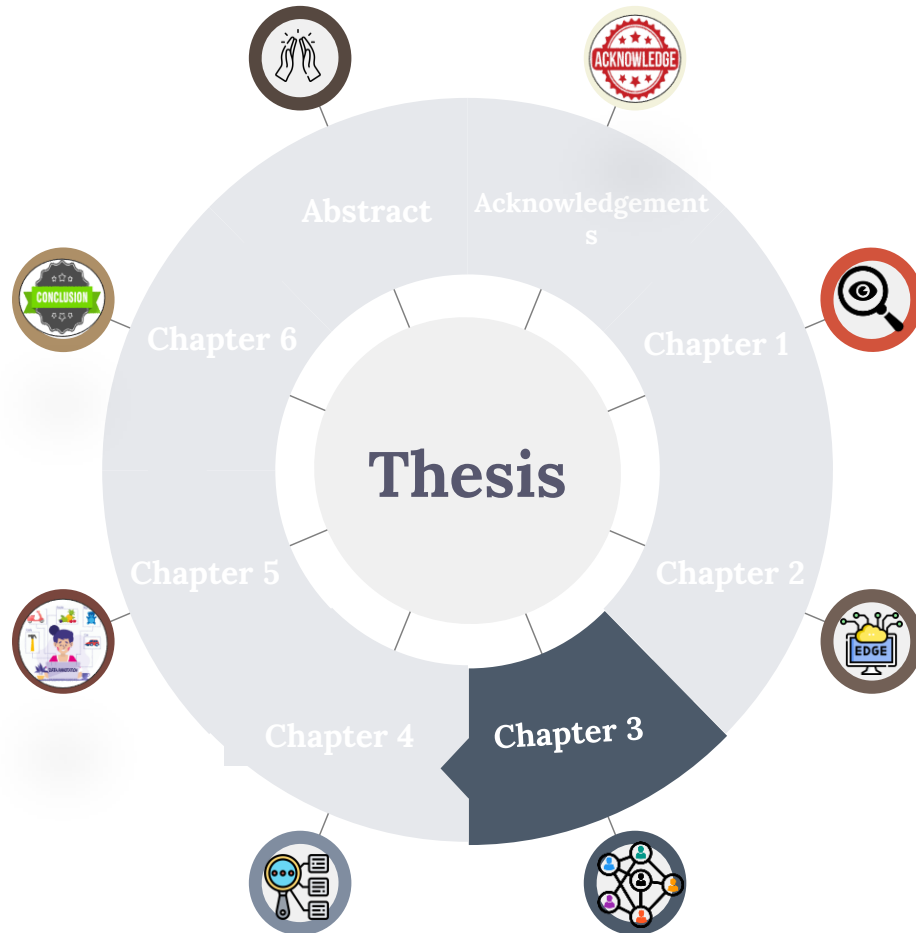 ACKNOWLEDGE
Abstract
Acknowledgement
s
CONCLUSION
Chapter 6
Chapter 1
Thesis
Chapter 5
Chapter 2
EDGE
Chapter 4
Chapter 3